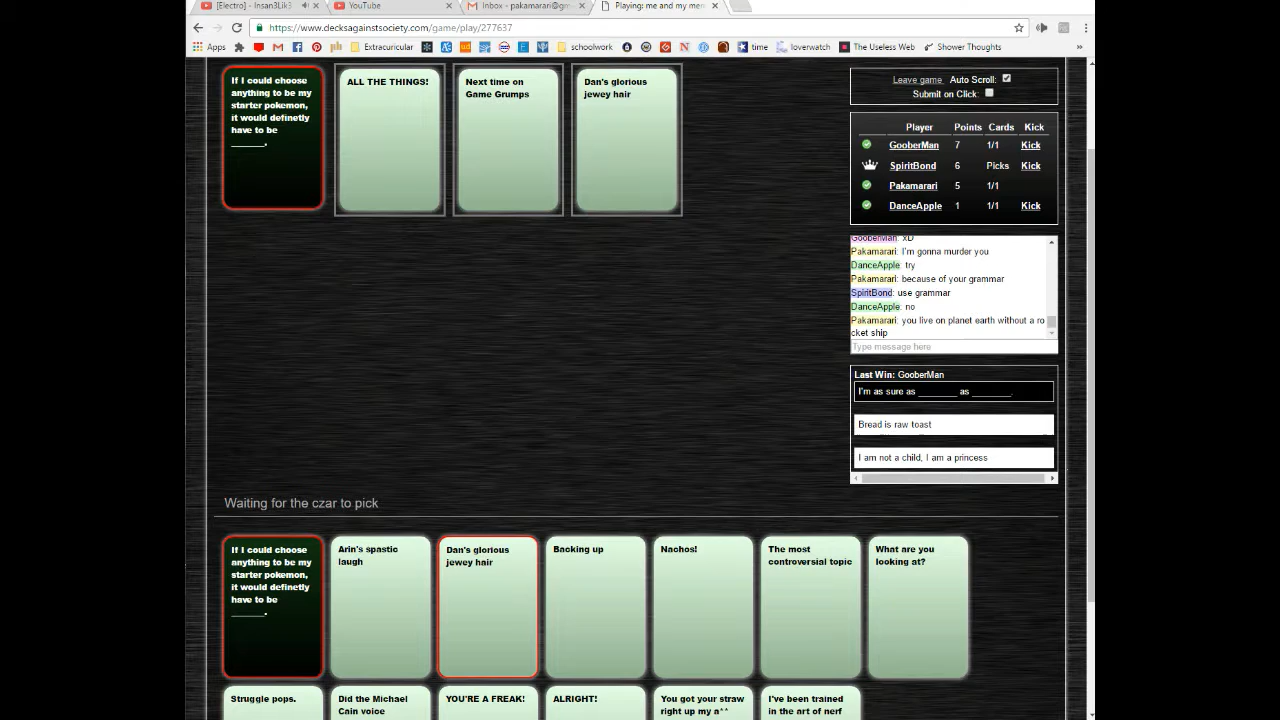 [Electro] - Insan3Lik3
YouTube
Inbox - pakamarari@gm
Playing: me and my mem
https://www.decksagainstsociety.com/game/play/277637
Apps
Extracurricular
schoolwork
time
loverwatch
The Useless Web
Shower Thoughts
»
If I could choose
anything to be my
starter pokemon,
it would definetly
have to be
______.
ALL THE THINGS!
Next time on
Game Grumps
Dan's glorious
jewey hair
Leave game Auto Scroll:
Submit on Click:
Player Points Cards Kick
GooberMan 7 1/1 Kick
SpiritBond 6 Picks Kick
Pakamarari 5 1/1
DanceApple 1 1/1 Kick
GooberMan: xD
Pakamarari: I'm gonna murder you
DanceApple: try
Pakamarari: because of your grammar
SpiritBond: use grammar
DanceApple: no
Pakamarari: you live on planet earth without a ro
cket ship
Type message here
Last Win: GooberMan
I'm as sure as _______ as _______.
Bread is raw toast
I am not a child, I am a princess
Waiting for the czar to pick
If I could choose
anything to be my
starter pokemon,
it would definetly
have to be
______.
Arin's spastic
laugh
Dan's glorious
jewey hair
Backing up
Nachos!
The most
controversial topic
What are you
looking at?
Struggle pops.
YOU'RE A FREAK!
ALRIGHT!
You got your straw
right up my n**
I've been trained
in the art of nerf